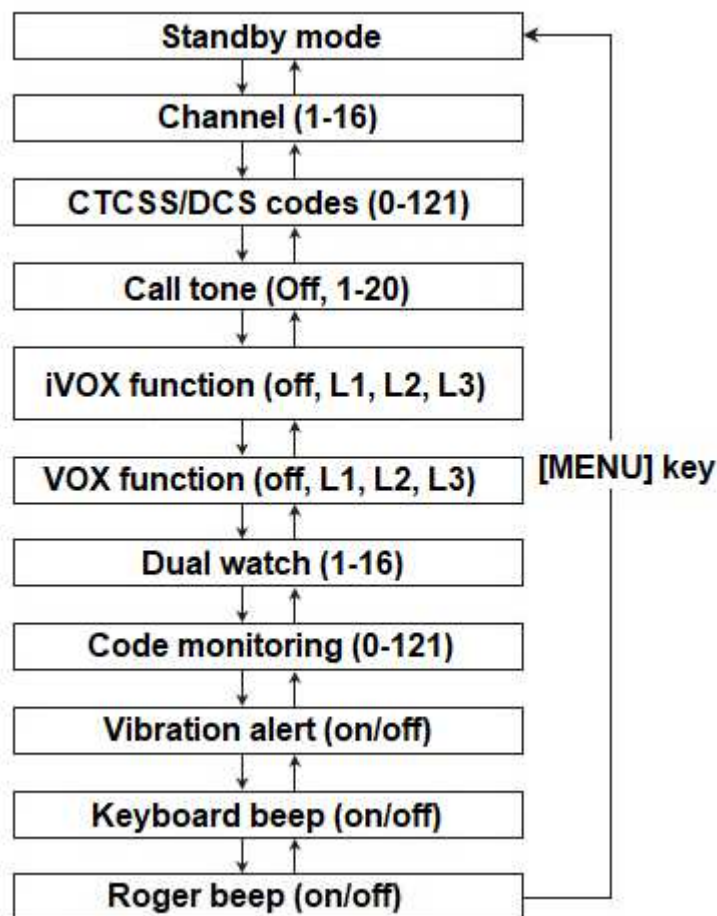 Standby mode
Channel (1-16)
CTCSS/DCS codes (0-121)
Call tone (Off, 1-20)
iVOX function (off, L1, L2, L3)
VOX function (off, L1, L2, L3)
[MENU] key
Dual watch (1-16)
Code monitoring (0-121)
Vibration alert (on/off)
Keyboard beep (on/off)
Roger beep (on/off)